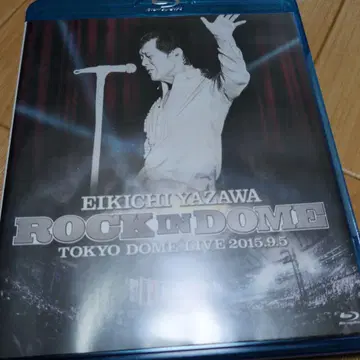 EIKICHI YAZAWA
ROCK IN DOME
TOKYO DOME LIVE 2015.9.5